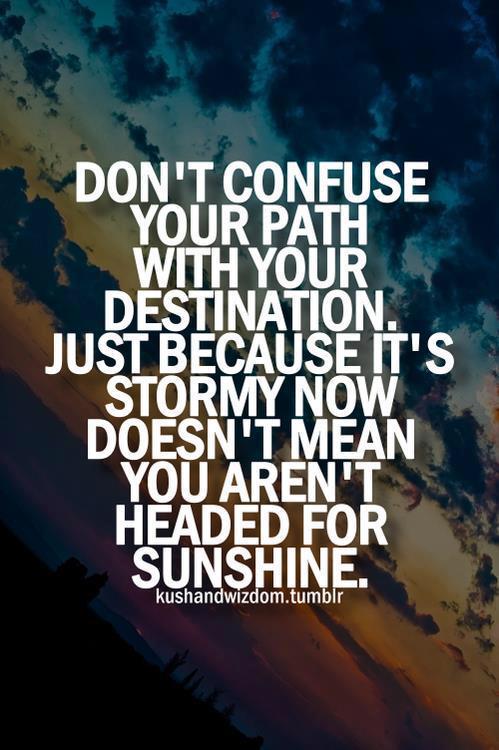 DON'T CONFUSE
YOUR PATH
WITH YOUR
DESTINATION.
JUST BECAUSE IT'S
STORMY NOW
DOESN'T MEAN
YOU AREN'T
HEADED FOR
SUNSHINE.
kushandwizdom.tumblr